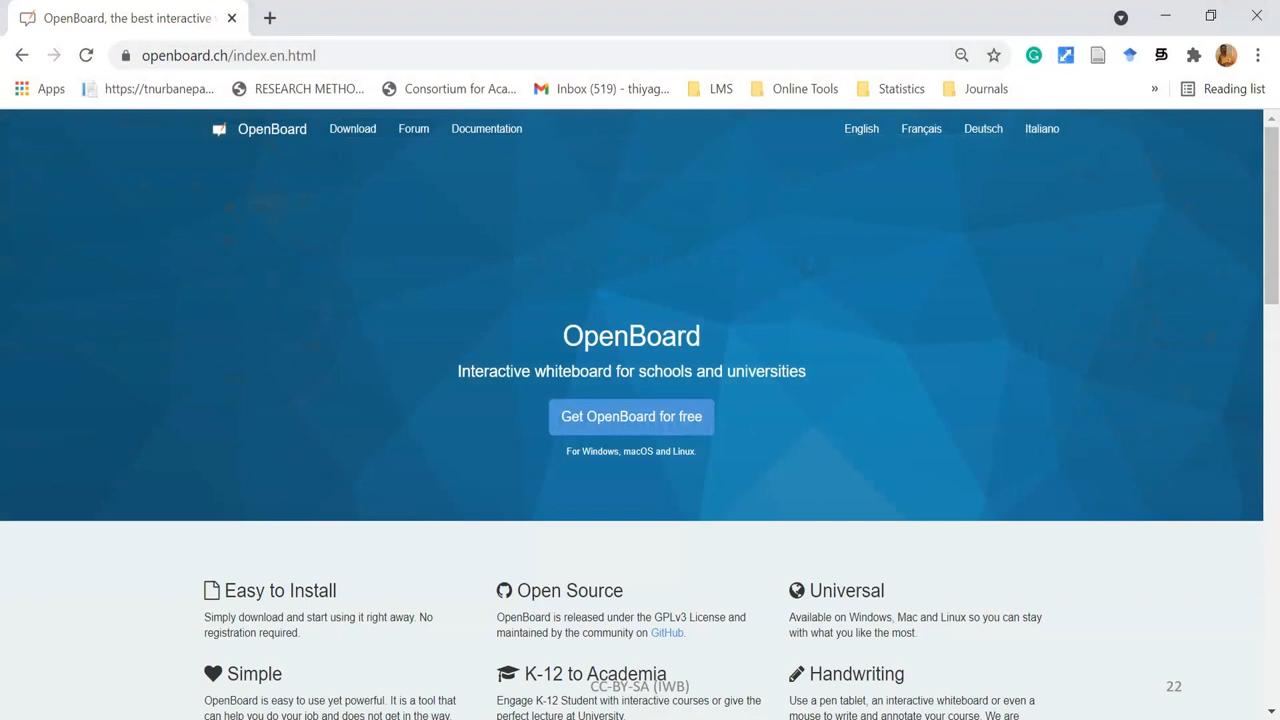 OpenBoard, the best interactive
openboard.ch/index.en.html
Apps https://tnurbanepa... RESEARCH METHO... Consortium for Aca... Inbox (519) - thiyag... LMS Online Tools Statistics Journals » Reading list
OpenBoard Download Forum Documentation English Français Deutsch Italiano
OpenBoard
Interactive whiteboard for schools and universities
Get OpenBoard for free
For Windows, macOS and Linux.
Easy to Install
Simply download and start using it right away. No
registration required.
Open Source
OpenBoard is released under the GPLv3 License and
maintained by the community on GitHub.
Universal
Available on Windows, Mac and Linux so you can stay
with what you like the most.
Simple
OpenBoard is easy to use yet powerful. It is a tool that
can help you do your job and does not get in the way.
K-12 to Academia
Engage K-12 Student with interactive courses or give the
perfect lecture at University.
Handwriting
Use a pen tablet, an interactive whiteboard or even a
mouse to write and annotate your course. We are
CC-BY-SA (IWB)
22